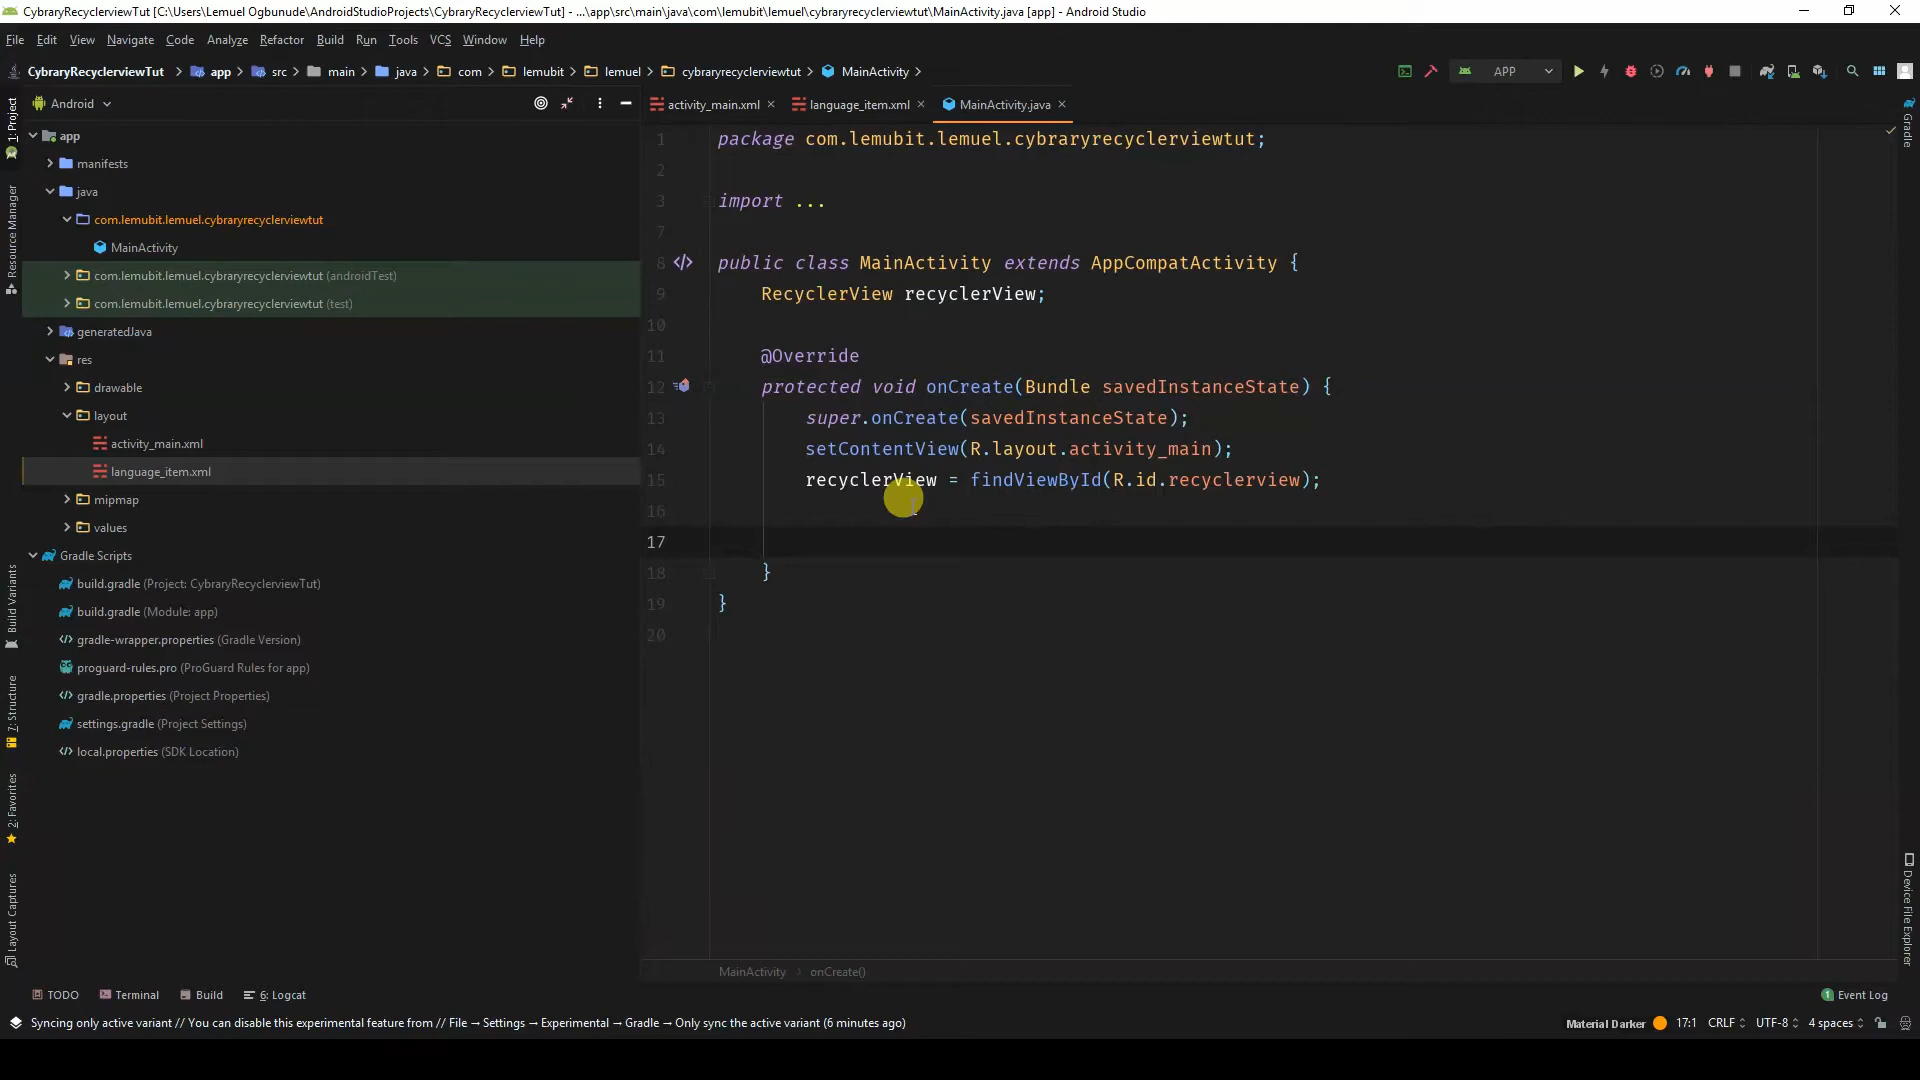 CybraryRecyclerviewTut [C:\Users\Lemuel Ogbunude\AndroidStudioProjects\CybraryRecyclerviewTut] - ...\app\src\main\java\com\lemubit\lemuel\cybraryrecyclerviewtut\MainActivity.java [app] - Android Studio
File Edit View Navigate Code Analyze Refactor Build Run Tools VCS Window Help
CybraryRecyclerviewTut app src main java com lemubit lemuel cybraryrecyclerviewtut MainActivity APP
Android
activity_main.xml language_item.xml MainActivity.java
1: Project
Resource Manager
Build Variants
7: Structure
2: Favorites
Layout Captures
app
manifests
java
com.lemubit.lemuel.cybraryrecyclerviewtut
MainActivity
com.lemubit.lemuel.cybraryrecyclerviewtut (androidTest)
com.lemubit.lemuel.cybraryrecyclerviewtut (test)
generatedJava
res
drawable
layout
activity_main.xml
language_item.xml
mipmap
values
Gradle Scripts
build.gradle (Project: CybraryRecyclerviewTut)
build.gradle (Module: app)
gradle-wrapper.properties (Gradle Version)
proguard-rules.pro (ProGuard Rules for app)
gradle.properties (Project Properties)
settings.gradle (Project Settings)
local.properties (SDK Location)
1 package com.lemubit.lemuel.cybraryrecyclerviewtut;
2
3 import ...
7
8 public class MainActivity extends AppCompatActivity {
9 RecyclerView recyclerView;
10
11 @Override
12 protected void onCreate(Bundle savedInstanceState) {
13 super.onCreate(savedInstanceState);
14 setContentView(R.layout.activity_main);
15 recyclerView = findViewById(R.id.recyclerview);
16
17
18 }
19 }
20
Gradle
Device File Explorer
MainActivity onCreate()
TODO Terminal Build 6: Logcat 1 Event Log
Syncing only active variant // You can disable this experimental feature from // File → Settings → Experimental → Gradle → Only sync the active variant (6 minutes ago) Material Darker 17:1 CRLF UTF-8 4 spaces